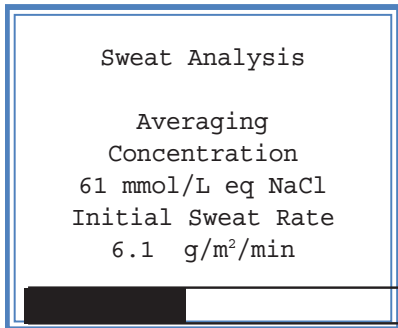 Sweat Analysis
Averaging
Concentration
61 mmol/L eq NaCl
Initial Sweat Rate
6.1 g/m²/min